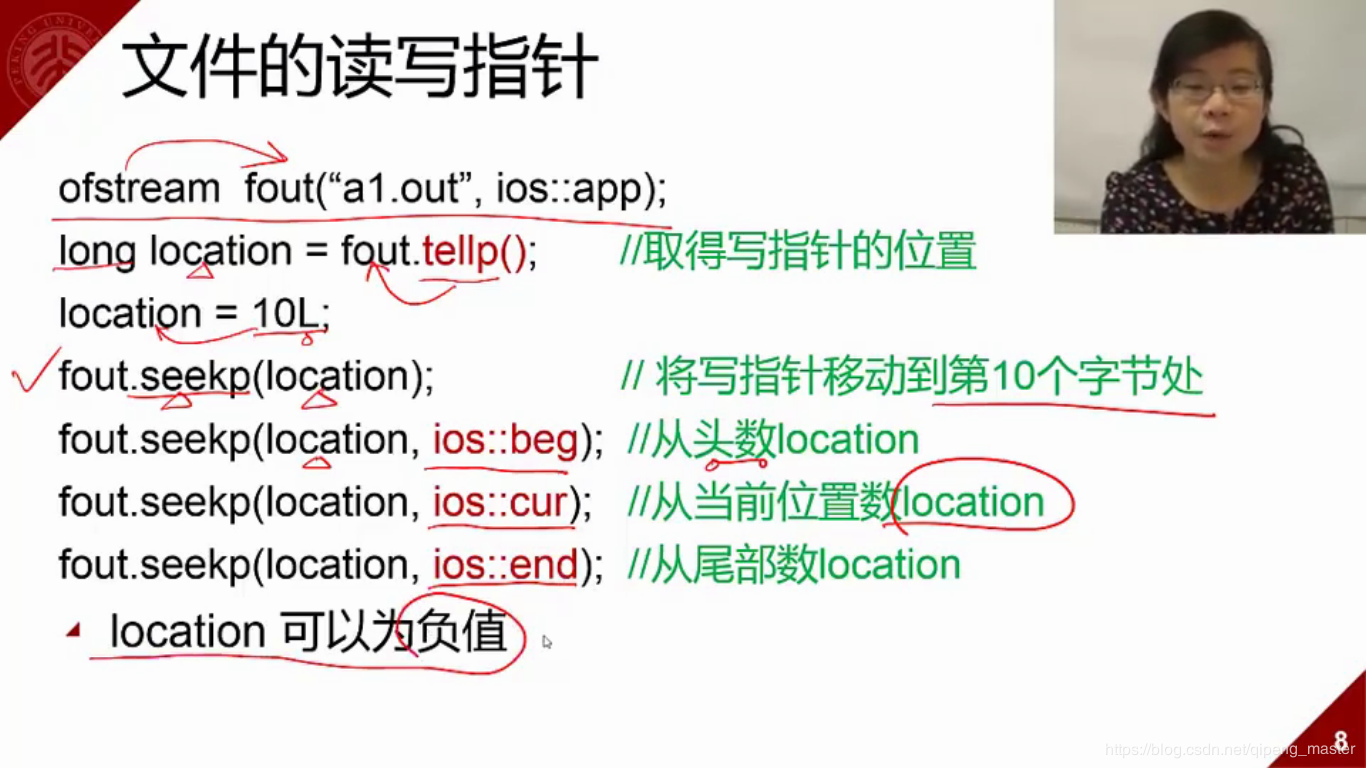 文件的读写指针
ofstream fout(“a1.out”, ios::app);
long location = fout.tellp(); //取得写指针的位置
location = 10L;
fout.seekp(location); // 将写指针移动到第10个字节处
fout.seekp(location, ios::beg); //从头数location
fout.seekp(location, ios::cur); //从当前位置数location
fout.seekp(location, ios::end); //从尾部数location
location 可以为负值
8
https://blog.csdn.net/qipeng_master